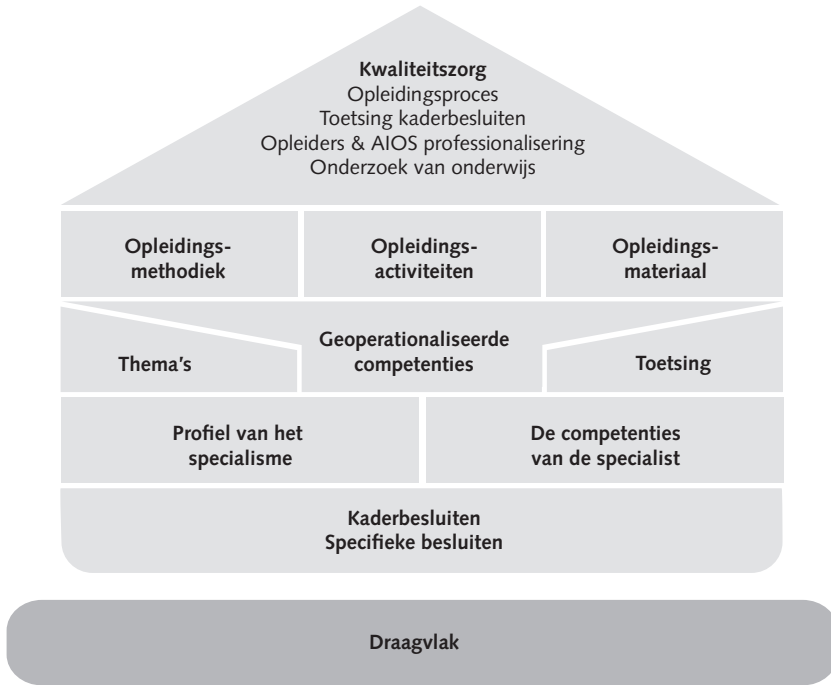 Kwaliteitszorg
Opleidingsproces
Toetsing kaderbesluiten
Opleiders & AIOS professionalisering
Onderzoek van onderwijs
Opleidings-
methodiek
Opleidings-
activiteiten
Opleidings-
materiaal
Thema's
Geoperationaliseerde
competenties
Toetsing
Profiel van het
specialisme
De competenties
van de specialist
Kaderbesluiten
Specifieke besluiten
Draagvlak